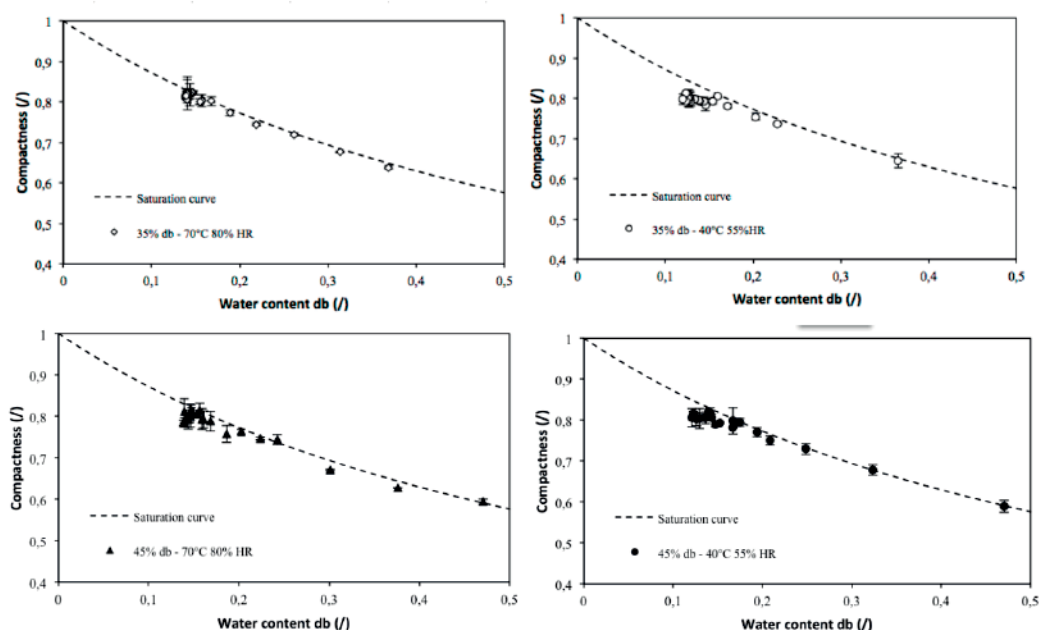 1
0,9
0,8
0,7
0,6
0,5
0,4
Compactness (/)
0 0,1 0,2 0,3 0,4 0,5
Water content db (/)
Saturation curve
35% db - 70°C 80% HR
1
0,9
0,8
0,7
0,6
0,5
0,4
Compactness (/)
0 0,1 0,2 0,3 0,4 0,5
Water content db (/)
Saturation curve
35% db - 40°C 55%HR
1
0,9
0,8
0,7
0,6
0,5
0,4
Compactness (/)
0 0,1 0,2 0,3 0,4 0,5
Water content db (/)
Saturation curve
45% db - 70°C 80% HR
1
0,9
0,8
0,7
0,6
0,5
0,4
Compactness (/)
0 0,1 0,2 0,3 0,4 0,5
Water content db (/)
Saturation curve
45% db - 40°C 55% HR